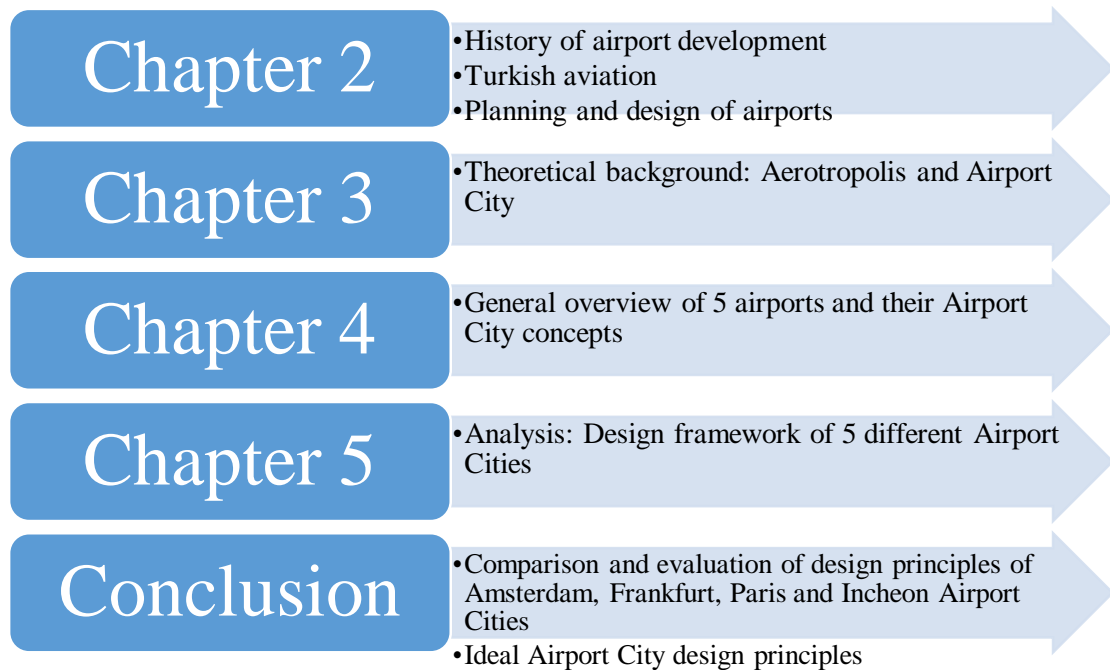 Chapter 2
•History of airport development
•Turkish aviation
•Planning and design of airports
Chapter 3
•Theoretical background: Aerotropolis and Airport
City
Chapter 4
•General overview of 5 airports and their Airport
City concepts
Chapter 5
•Analysis: Design framework of 5 different Airport
Cities
Conclusion
•Comparison and evaluation of design principles of
Amsterdam, Frankfurt, Paris and Incheon Airport
Cities
•Ideal Airport City design principles